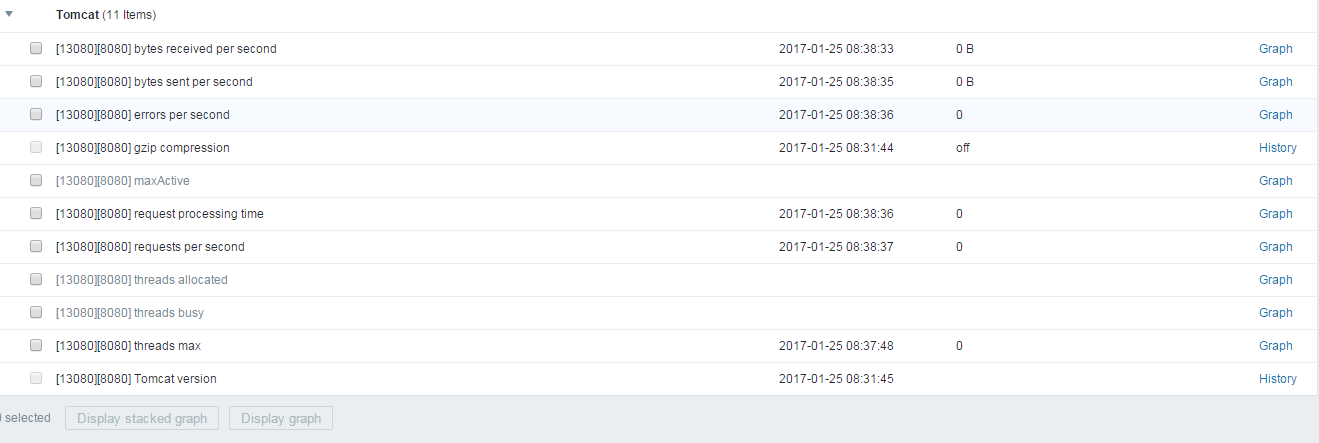 Tomcat (11 Items)
[13080][8080] bytes received per second 2017-01-25 08:38:33 0 B Graph
[13080][8080] bytes sent per second 2017-01-25 08:38:35 0 B Graph
[13080][8080] errors per second 2017-01-25 08:38:36 0 Graph
[13080][8080] gzip compression 2017-01-25 08:31:44 off History
[13080][8080] maxActive Graph
[13080][8080] request processing time 2017-01-25 08:38:36 0 Graph
[13080][8080] requests per second 2017-01-25 08:38:37 0 Graph
[13080][8080] threads allocated Graph
[13080][8080] threads busy Graph
[13080][8080] threads max 2017-01-25 08:37:48 0 Graph
[13080][8080] Tomcat version 2017-01-25 08:31:45 History
0 selected Display stacked graph Display graph